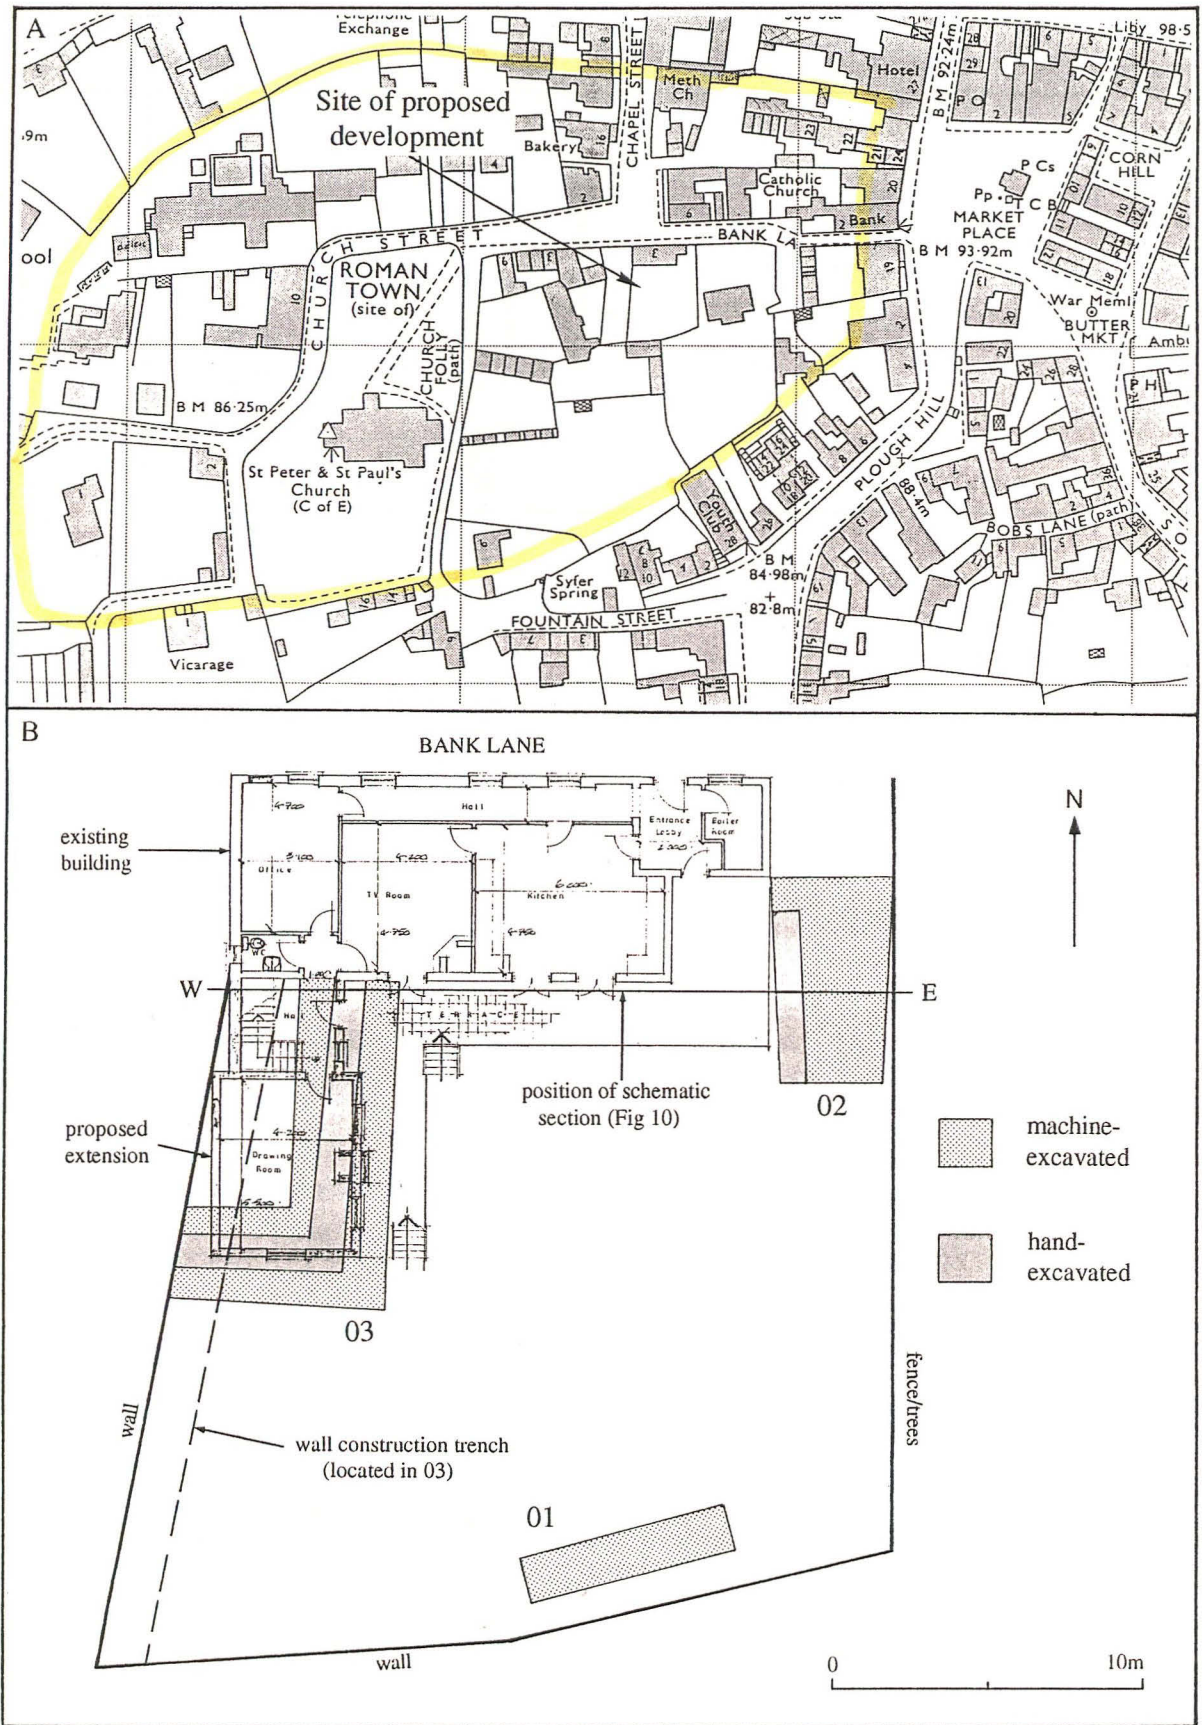 A
Telephone
Exchange
Site of proposed
development
Bakery
CHAPEL STREET
Meth
Ch
Hotel
B M 92·24m
Liby 98·5
P O
Catholic
Church
Bank
P Cs
Pp
T C B
MARKET
PLACE
CORN
HILL
·9m
ool
CHURCH STREET
BANK LA
B M 93·92m
ROMAN
TOWN
(site of)
CHURCH
FOLLY
(path)
War Meml
BUTTER
MKT
Amb
P H
B M 86·25m
St Peter & St Paul's
Church
(C of E)
PLOUGH HILL
88·4m
BOBS LANE (path)
Youth
Club
B M
84·98m
+
82·8m
Syfer
Spring
FOUNTAIN STREET
Vicarage
B
BANK LANE
N
existing
building
Hall
Entrance
Lobby
Boiler
Room
Office
TV Room
Kitchen
WC
W
E
Hall
TERRACE
position of schematic
section (Fig 10)
02
proposed
extension
Drawing
Room
machine-
excavated
hand-
excavated
03
wall
fence/trees
wall construction trench
(located in 03)
01
wall
0
10m